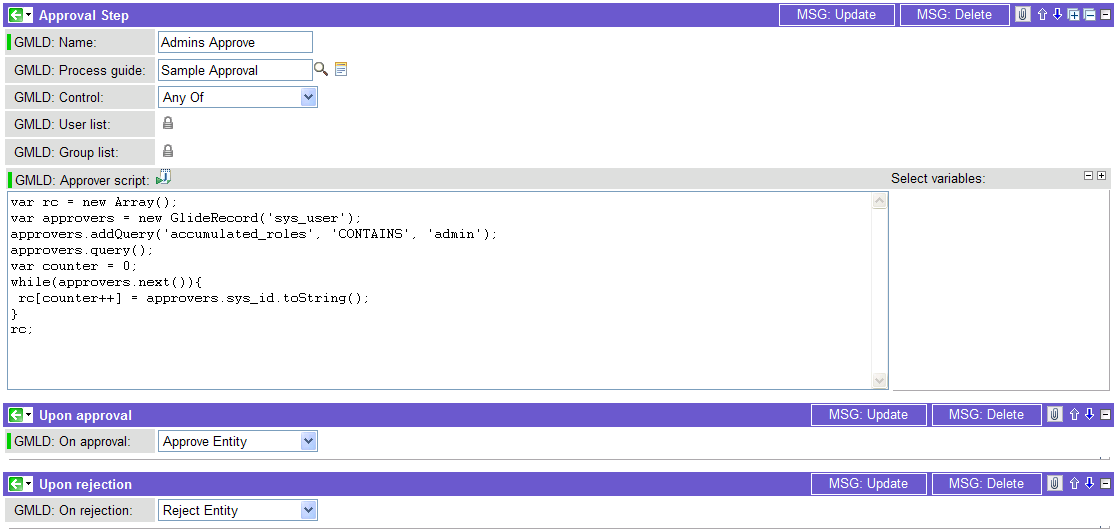 Approval Step MSG: Update MSG: Delete
GMLD: Name: Admins Approve
GMLD: Process guide: Sample Approval
GMLD: Control: Any Of
GMLD: User list:
GMLD: Group list:
GMLD: Approver script: Select variables:
var rc = new Array();
var approvers = new GlideRecord('sys_user');
approvers.addQuery('accumulated_roles', 'CONTAINS', 'admin');
approvers.query();
var counter = 0;
while(approvers.next()){
rc[counter++] = approvers.sys_id.toString();
}
rc;
Upon approval MSG: Update MSG: Delete
GMLD: On approval: Approve Entity
Upon rejection MSG: Update MSG: Delete
GMLD: On rejection: Reject Entity